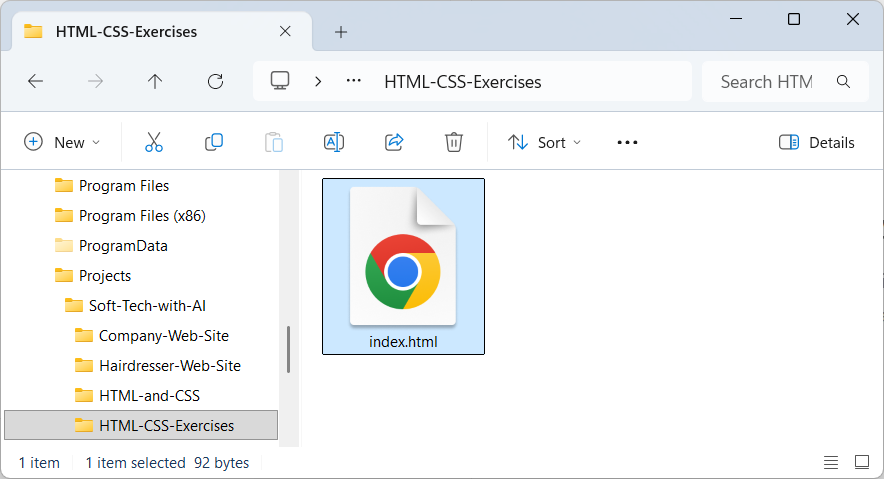 HTML-CSS-Exercises
HTML-CSS-Exercises
Search HTM
New
Sort
Details
Program Files
Program Files (x86)
ProgramData
Projects
Soft-Tech-with-AI
Company-Web-Site
Hairdresser-Web-Site
HTML-and-CSS
HTML-CSS-Exercises
index.html
1 item 1 item selected 92 bytes